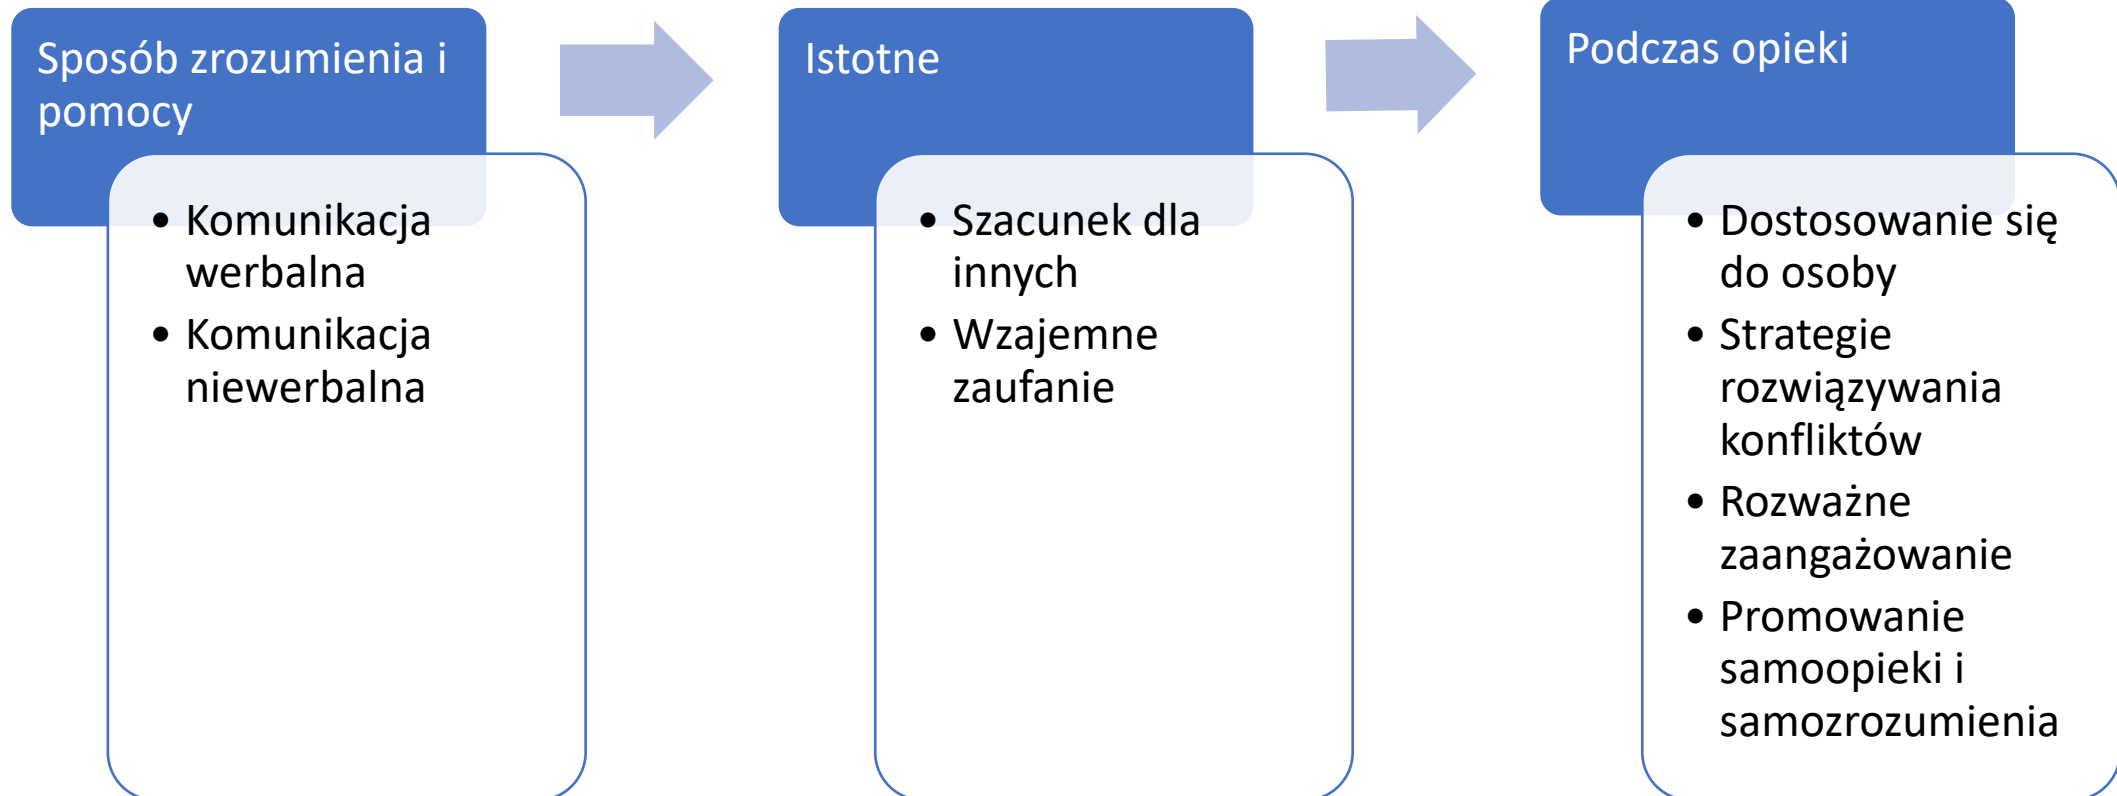 Sposób zrozumienia i
pomocy
• Komunikacja
werbalna
• Komunikacja
niewerbalna
Istotne
• Szacunek dla
innych
• Wzajemne
zaufanie
Podczas opieki
• Dostosowanie się
do osoby
• Strategie
rozwiązywania
konfliktów
• Rozważne
zaangażowanie
• Promowanie
samoopieki i
samozrozumienia